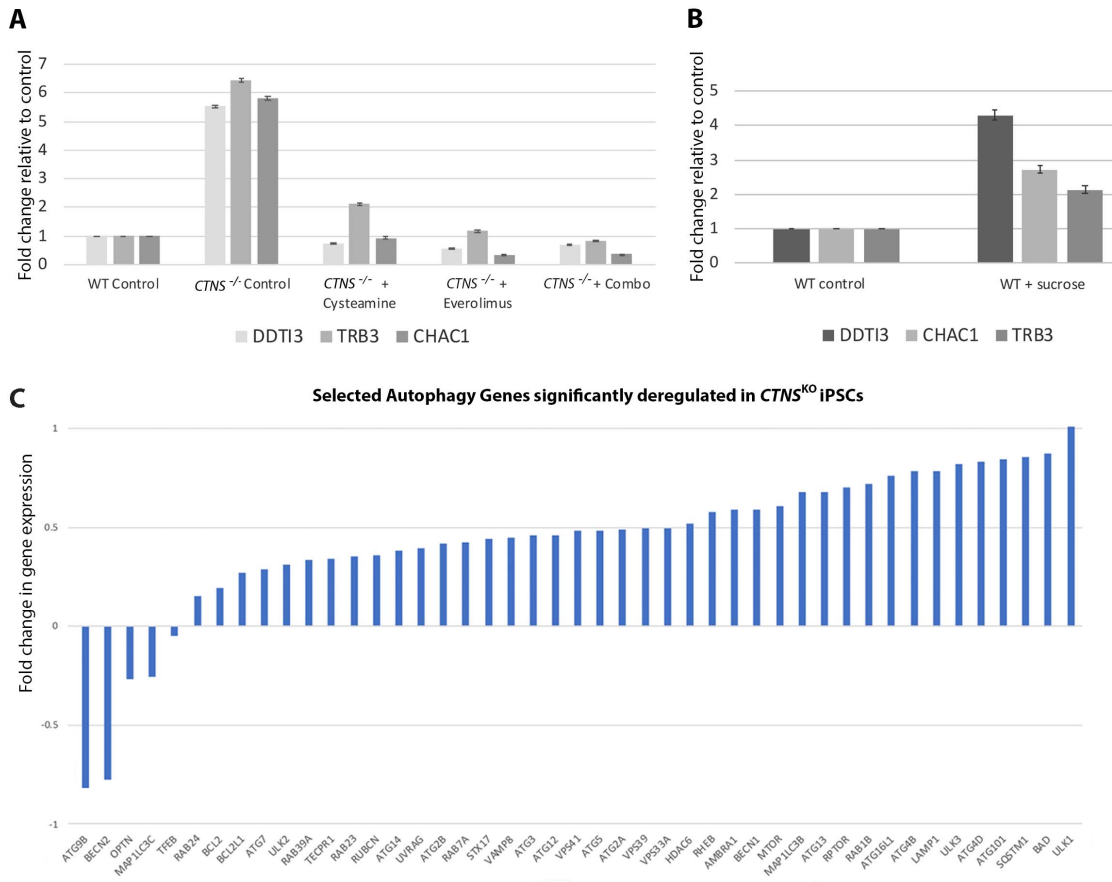 A
Fold change relative to control
7
6
5
4
3
2
1
0
WT Control
CTNS -/- Control
CTNS -/- +
Cysteamine
CTNS -/- +
Everolimus
CTNS -/- + Combo
DDTI3 TRB3 CHAC1
B
Fold change relative to control
5
4
3
2
1
0
WT control
WT + sucrose
DDTI3 CHAC1 TRB3
C
Selected Autophagy Genes significantly deregulated in CTNSKO iPSCs
Fold change in gene expression
1
0.5
0
-0.5
-1
ATG9B
BECN2
OPTN
MAP1LC3C
TFEB
RAB24
BCL2
BCL2L1
ATG7
ULK2
RAB39A
TECPR1
RAB23
RUBCN
ATG14
UVRAG
ATG2B
RAB7A
STX17
VAMP8
ATG3
ATG12
VPS41
ATG5
ATG2A
VPS39
VPS33A
HDAC6
RHEB
AMBRA1
BECN1
MTOR
MAP1LC3B
ATG13
RPTOR
RAB1B
ATG16L1
ATG4B
LAMP1
ULK3
ATG4D
ATG101
SQSTM1
BAD
ULK1